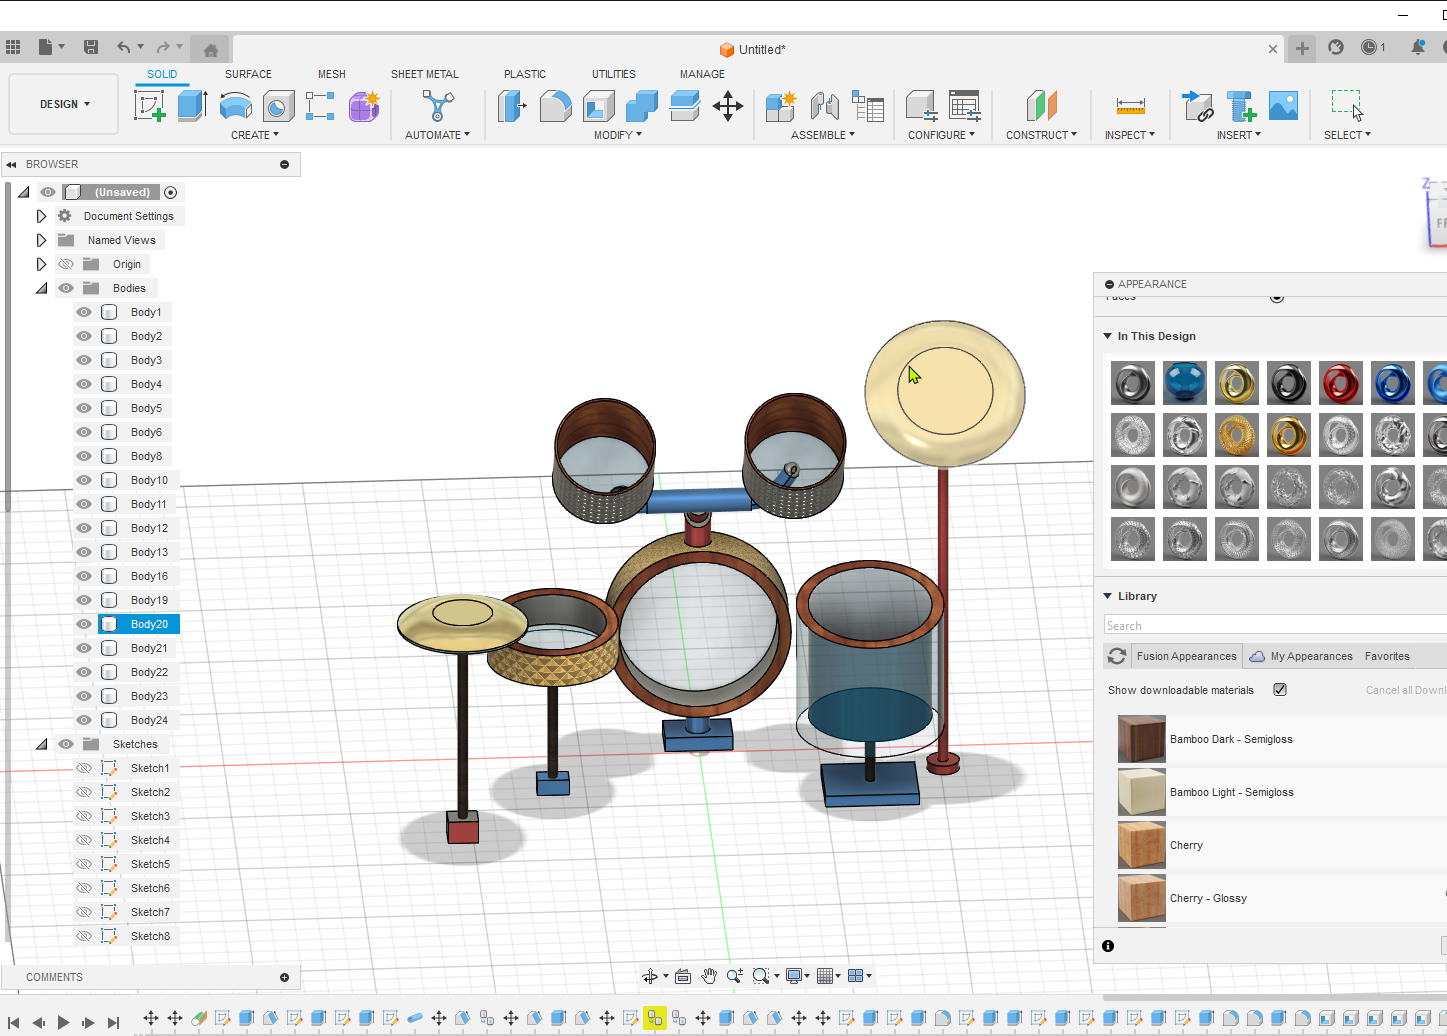 Untitled*
1
DESIGN
SOLID
SURFACE
MESH
SHEET METAL
PLASTIC
UTILITIES
MANAGE
CREATE
AUTOMATE
MODIFY
ASSEMBLE
CONFIGURE
CONSTRUCT
INSPECT
INSERT
SELECT
BROWSER
(Unsaved)
Document Settings
Named Views
Origin
Bodies
Body1
Body2
Body3
Body4
Body5
Body6
Body8
Body10
Body11
Body12
Body13
Body16
Body19
Body20
Body21
Body22
Body23
Body24
Sketches
Sketch1
Sketch2
Sketch3
Sketch4
Sketch5
Sketch6
Sketch7
Sketch8
COMMENTS
Z
FR
APPEARANCE
Faces
In This Design
Library
Search
Fusion Appearances
My Appearances
Favorites
Show downloadable materials
Cancel all Downl
Bamboo Dark - Semigloss
Bamboo Light - Semigloss
Cherry
Cherry - Glossy